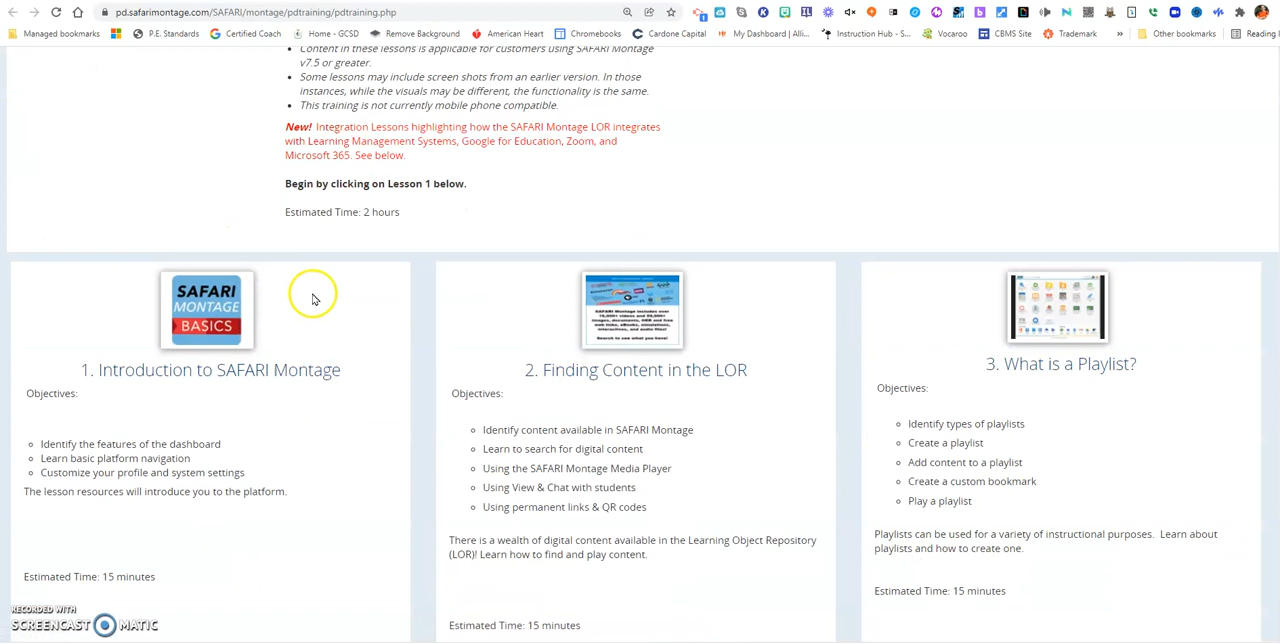 pd.safarimontage.com/SAFARI/montage/pdtraining/pdtraining.php
Managed bookmarks
P.E. Standards
Certified Coach
Home - GCSD
Remove Background
American Heart
Chromebooks
Cardone Capital
My Dashboard | Alli...
Instruction Hub - S...
Vocaroo
CBMS Site
Trademark
»
Other bookmarks
Reading l
Content in these lessons is applicable for customers using SAFARI Montage
v7.5 or greater.
Some lessons may include screen shots from an earlier version. In those
instances, while the visuals may be different, the functionality is the same.
This training is not currently mobile phone compatible.
New! Integration Lessons highlighting how the SAFARI Montage LOR integrates
with Learning Management Systems, Google for Education, Zoom, and
Microsoft 365. See below.
Begin by clicking on Lesson 1 below.
Estimated Time: 2 hours
SAFARI
MONTAGE
BASICS
1. Introduction to SAFARI Montage
Objectives:
Identify the features of the dashboard
Learn basic platform navigation
Customize your profile and system settings
The lesson resources will introduce you to the platform.
Estimated Time: 15 minutes
SAFARI Montage includes over
Search to see what you have!
2. Finding Content in the LOR
Objectives:
Identify content available in SAFARI Montage
Learn to search for digital content
Using the SAFARI Montage Media Player
Using View & Chat with students
Using permanent links & QR codes
There is a wealth of digital content available in the Learning Object Repository
(LOR)! Learn how to find and play content.
Estimated Time: 15 minutes
3. What is a Playlist?
Objectives:
Identify types of playlists
Create a playlist
Add content to a playlist
Create a custom bookmark
Play a playlist
Playlists can be used for a variety of instructional purposes. Learn about
playlists and how to create one.
Estimated Time: 15 minutes
RECORDED WITH
SCREENCAST MATIC